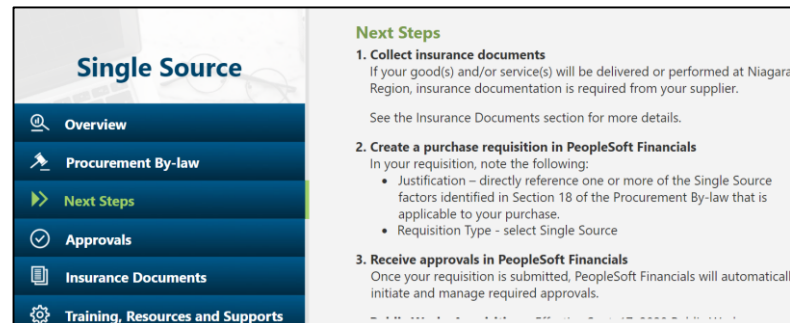 Single Source
Overview
Procurement By-law
Next Steps
Approvals
Insurance Documents
Training, Resources and Supports
Next Steps
1. Collect insurance documents
If your good(s) and/or service(s) will be delivered or performed at Niagara
Region, insurance documentation is required from your supplier.
See the Insurance Documents section for more details.
2. Create a purchase requisition in PeopleSoft Financials
In your requisition, note the following:
• Justification – directly reference one or more of the Single Source
factors identified in Section 18 of the Procurement By-law that is
applicable to your purchase.
• Requisition Type - select Single Source
3. Receive approvals in PeopleSoft Financials
Once your requisition is submitted, PeopleSoft Financials will automaticall
initiate and manage required approvals.